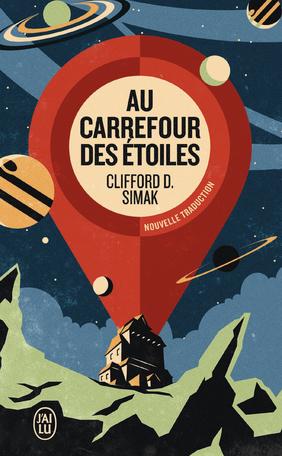 AU
CARREFOUR
DES ÉTOILES
CLIFFORD D.
SIMAK
NOUVELLE TRADUCTION
J'AI
LU